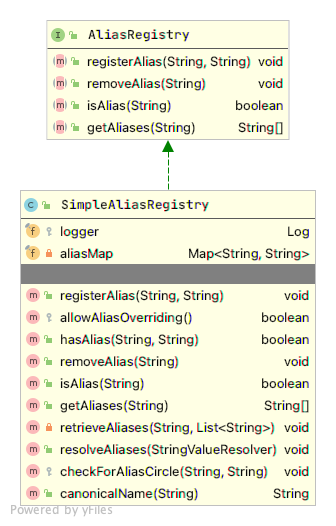 I AliasRegistry
m registerAlias(String, String) void
m removeAlias(String) void
m isAlias(String) boolean
m getAliases(String) String[]
C SimpleAliasRegistry
f logger Log
f aliasMap Map<String, String>
m registerAlias(String, String) void
m allowAliasOverriding() boolean
m hasAlias(String, String) boolean
m removeAlias(String) void
m isAlias(String) boolean
m getAliases(String) String[]
m retrieveAliases(String, List<String>) void
m resolveAliases(StringValueResolver) void
m checkForAliasCircle(String, String) void
m canonicalName(String) String
Powered by yFiles